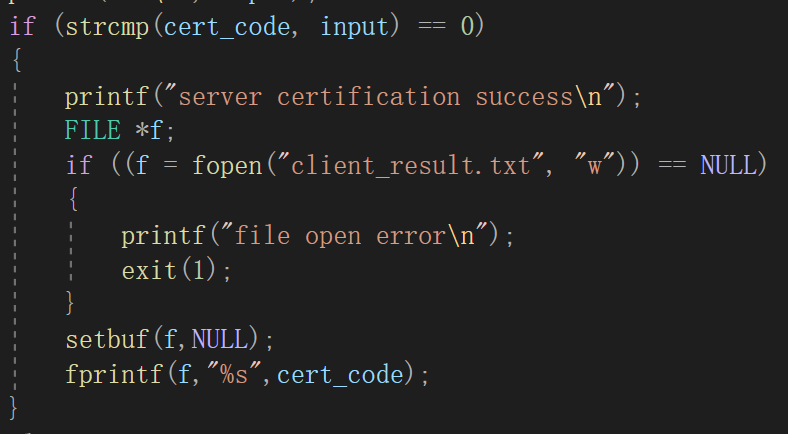 if (strcmp(cert_code, input) == 0)
{
    printf("server certification success\n");
    FILE *f;
    if ((f = fopen("client_result.txt", "w")) == NULL)
    {
        printf("file open error\n");
        exit(1);
    }
    setbuf(f,NULL);
    fprintf(f,"%s",cert_code);
}